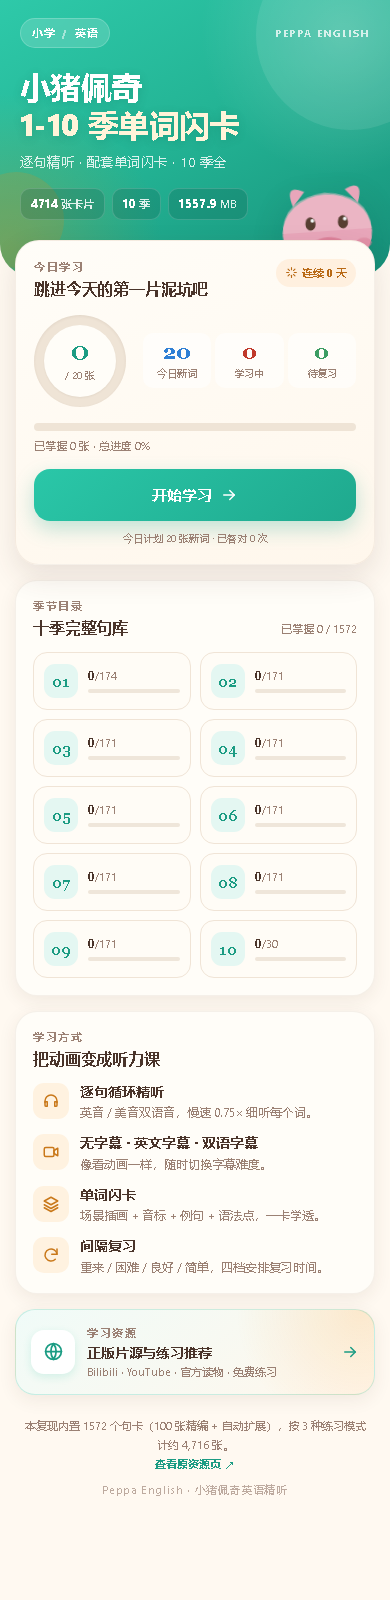 小学 / 英语
PEPPA ENGLISH
小猪佩奇
1-10 季单词闪卡
逐句精听 · 配套单词闪卡 · 10 季全
4714 张卡片
10 季
1557.9 MB
今日学习
跳进今天的第一片泥坑吧
连续 0 天
0
/ 20 张
20
今日新词
0
学习中
0
待复习
已掌握 0 张 · 总进度 0%
开始学习 →
今日计划 20 张新词 · 已答对 0 次
季节目录
十季完整句库
已掌握 0 / 1572
01 0/174
02 0/171
03 0/171
04 0/171
05 0/171
06 0/171
07 0/171
08 0/171
09 0/171
10 0/30
学习方式
把动画变成听力课
逐句循环精听
英音 / 美音双语音，慢速 0.75× 细听每个词。
无字幕 · 英文字幕 · 双语字幕
像看动画一样，随时切换字幕难度。
单词闪卡
场景插画 + 音标 + 例句 + 语法点，一卡学透。
间隔复习
重来 / 困难 / 良好 / 简单，四档安排复习时间。
学习资源
正版片源与练习推荐
Bilibili · YouTube · 官方读物 · 免费练习
→
本复现内置 1572 个句卡（100 张精编 + 自动扩展），按 3 种练习模式
计约 4,716 张。
查看原资源页 ↗
Peppa English · 小猪佩奇英语精听